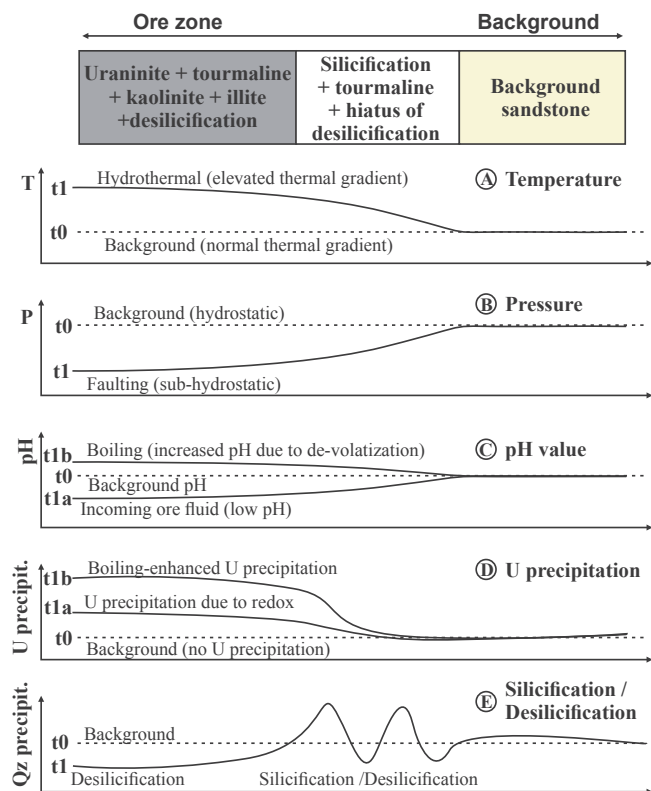 Ore zone
Background
Uraninite + tourmaline
+ kaolinite + illite
+desilicification
Silicification
+ tourmaline
+ hiatus of
desilicification
Background
sandstone
T
t1
t0
Hydrothermal (elevated thermal gradient)
Background (normal thermal gradient)
A Temperature
P
t0
t1
Background (hydrostatic)
Faulting (sub-hydrostatic)
B Pressure
pH
t1b
t0
t1a
Boiling (increased pH due to de-volatization)
Background pH
Incoming ore fluid (low pH)
C pH value
U precipit.
t1b
t1a
t0
Boiling-enhanced U precipitation
U precipitation due to redox
Background (no U precipitation)
D U precipitation
Qz precipit.
t0
t1
Background
Desilicification
Silicification /Desilicification
E Silicification /
Desilicification